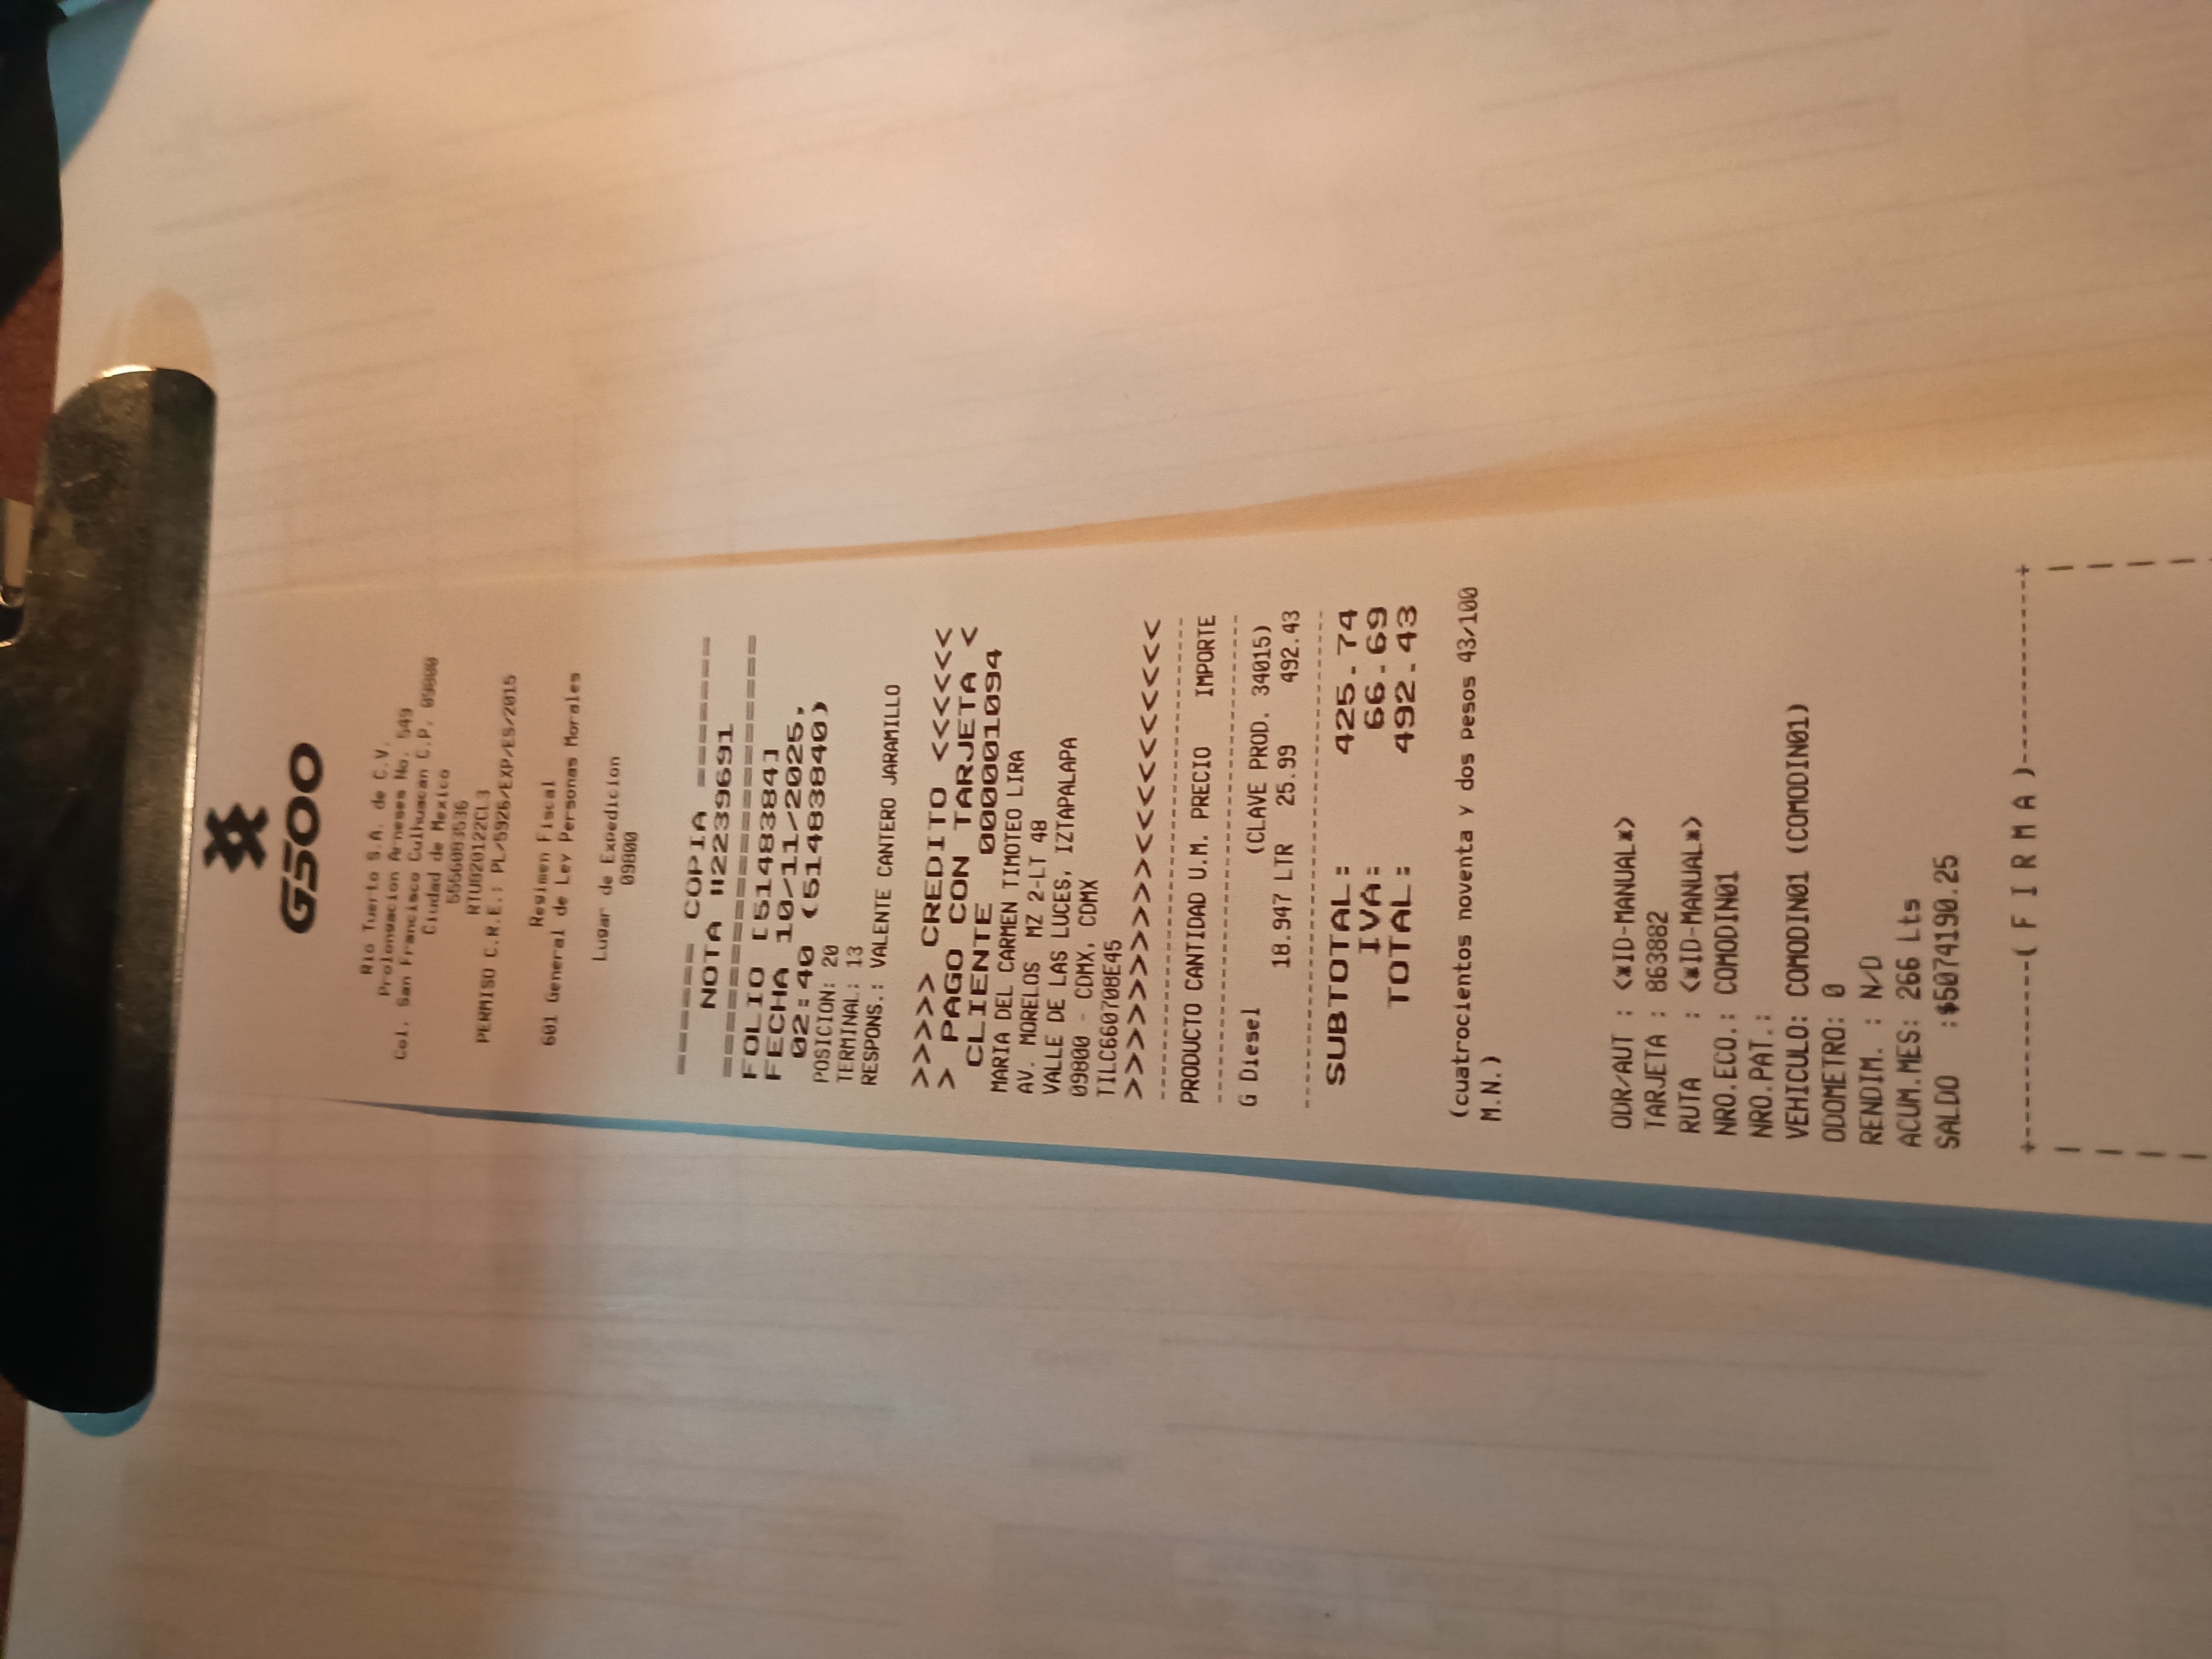 G500
Rio Tuerto S.A. de C.V.
Prolongacion Arneses No. 549
Col. San Francisco Culhuacan C.P. 09800
Ciudad de Mexico
5556083536
RTU020122CL3
PERMISO C.R.E.: PL/5926/EXP/ES/2015
Regimen Fiscal
601 General de Ley Personas Morales
Lugar de Expedicion
09800
====== COPIA ======
NOTA #2239691
===================
FOLIO [5148384]
FECHA 10/11/2025,
02:40 (51483840)
POSICION: 20
TERMINAL: 13
RESPONS.: VALENTE CANTERO JARAMILLO
>>>>> CREDITO <<<<<<
> PAGO CON TARJETA <
CLIENTE 0000001094
MARIA DEL CARMEN TIMOTEO LIRA
AV. MORELOS MZ 2-LT 48
VALLE DE LAS LUCES, IZTAPALAPA
09800 - CDMX, CDMX
TILC660708E45
>>>>>>>>>><<<<<<<<<<
----------------------------------------
PRODUCTO CANTIDAD U.M. PRECIO IMPORTE
----------------------------------------
G Diesel (CLAVE PROD. 34015)
18.947 LTR 25.99 492.43
----------------------------------------
SUBTOTAL: 425.74
IVA: 66.69
TOTAL: 492.43
(cuatrocientos noventa y dos pesos 43/100
M.N.)
ODR/AUT : <*ID-MANUAL*>
TARJETA : 863882
RUTA : <*ID-MANUAL*>
NRO.ECO.: COMODIN01
NRO.PAT.:
VEHICULO: COMODIN01 (COMODIN01)
ODOMETRO: 0
RENDIM. : N/D
ACUM.MES: 266 Lts
SALDO :$5074190.25
+------------( F I R M A )------------+